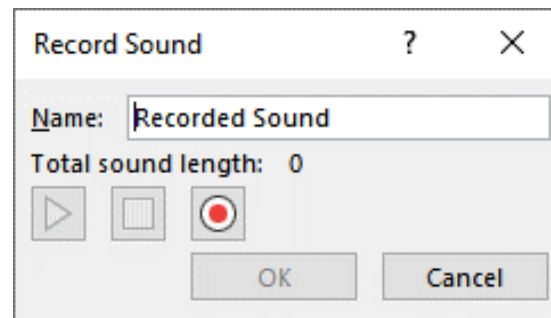 Record Sound ?
Name: Recorded Sound
Total sound length: 0
OK Cancel